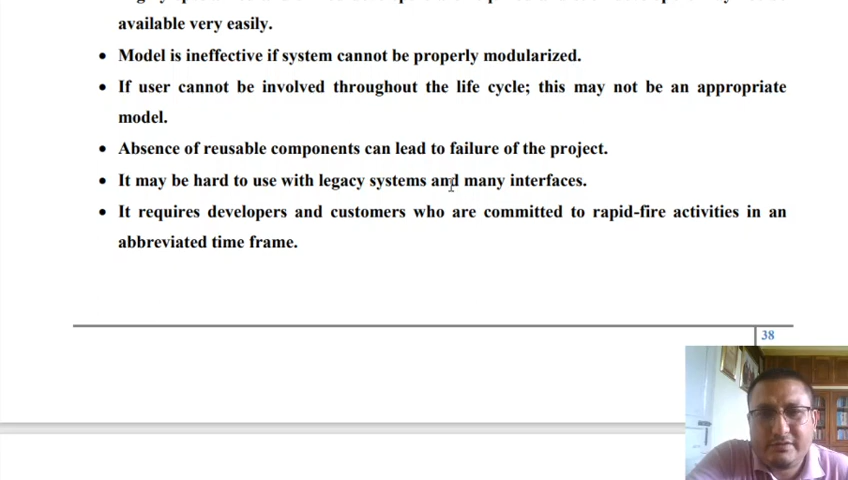 available very easily.
• Model is ineffective if system cannot be properly modularized.
• If user cannot be involved throughout the life cycle; this may not be an appropriate
model.
• Absence of reusable components can lead to failure of the project.
• It may be hard to use with legacy systems and many interfaces.
• It requires developers and customers who are committed to rapid-fire activities in an
abbreviated time frame.
38